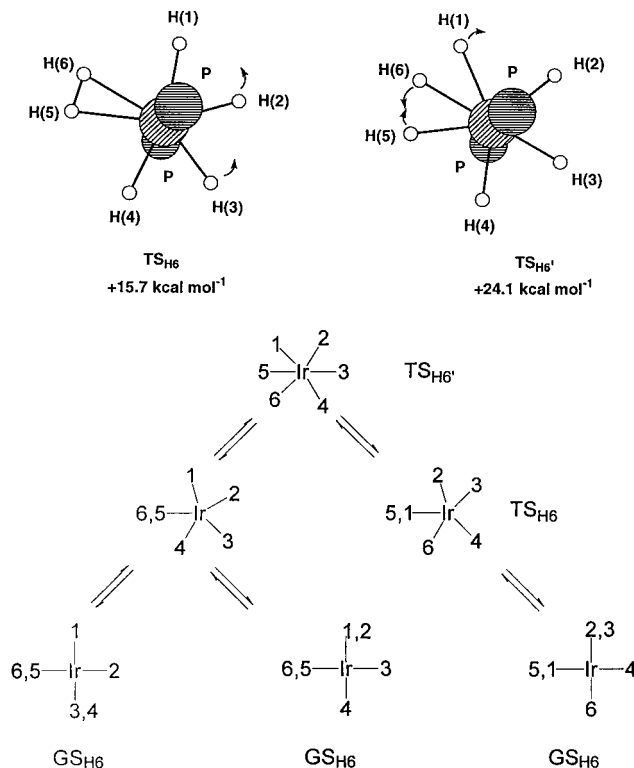 H(1)
H(6)
P
H(2)
H(5)
P
H(4)
H(3)
TS_H6
+15.7 kcal mol⁻¹
H(1)
P
H(6)
H(2)
H(5)
P
H(3)
H(4)
TS_H6'
+24.1 kcal mol⁻¹
1 2
5 Ir 3
6 4
TS_H6'
1
2
6,5 Ir
4 3
2 3
5,1 Ir
6 4
TS_H6
1
6,5 Ir 2
3,4
GS_H6
1,2
6,5 Ir 3
4
GS_H6
2,3
5,1 Ir 4
6
GS_H6